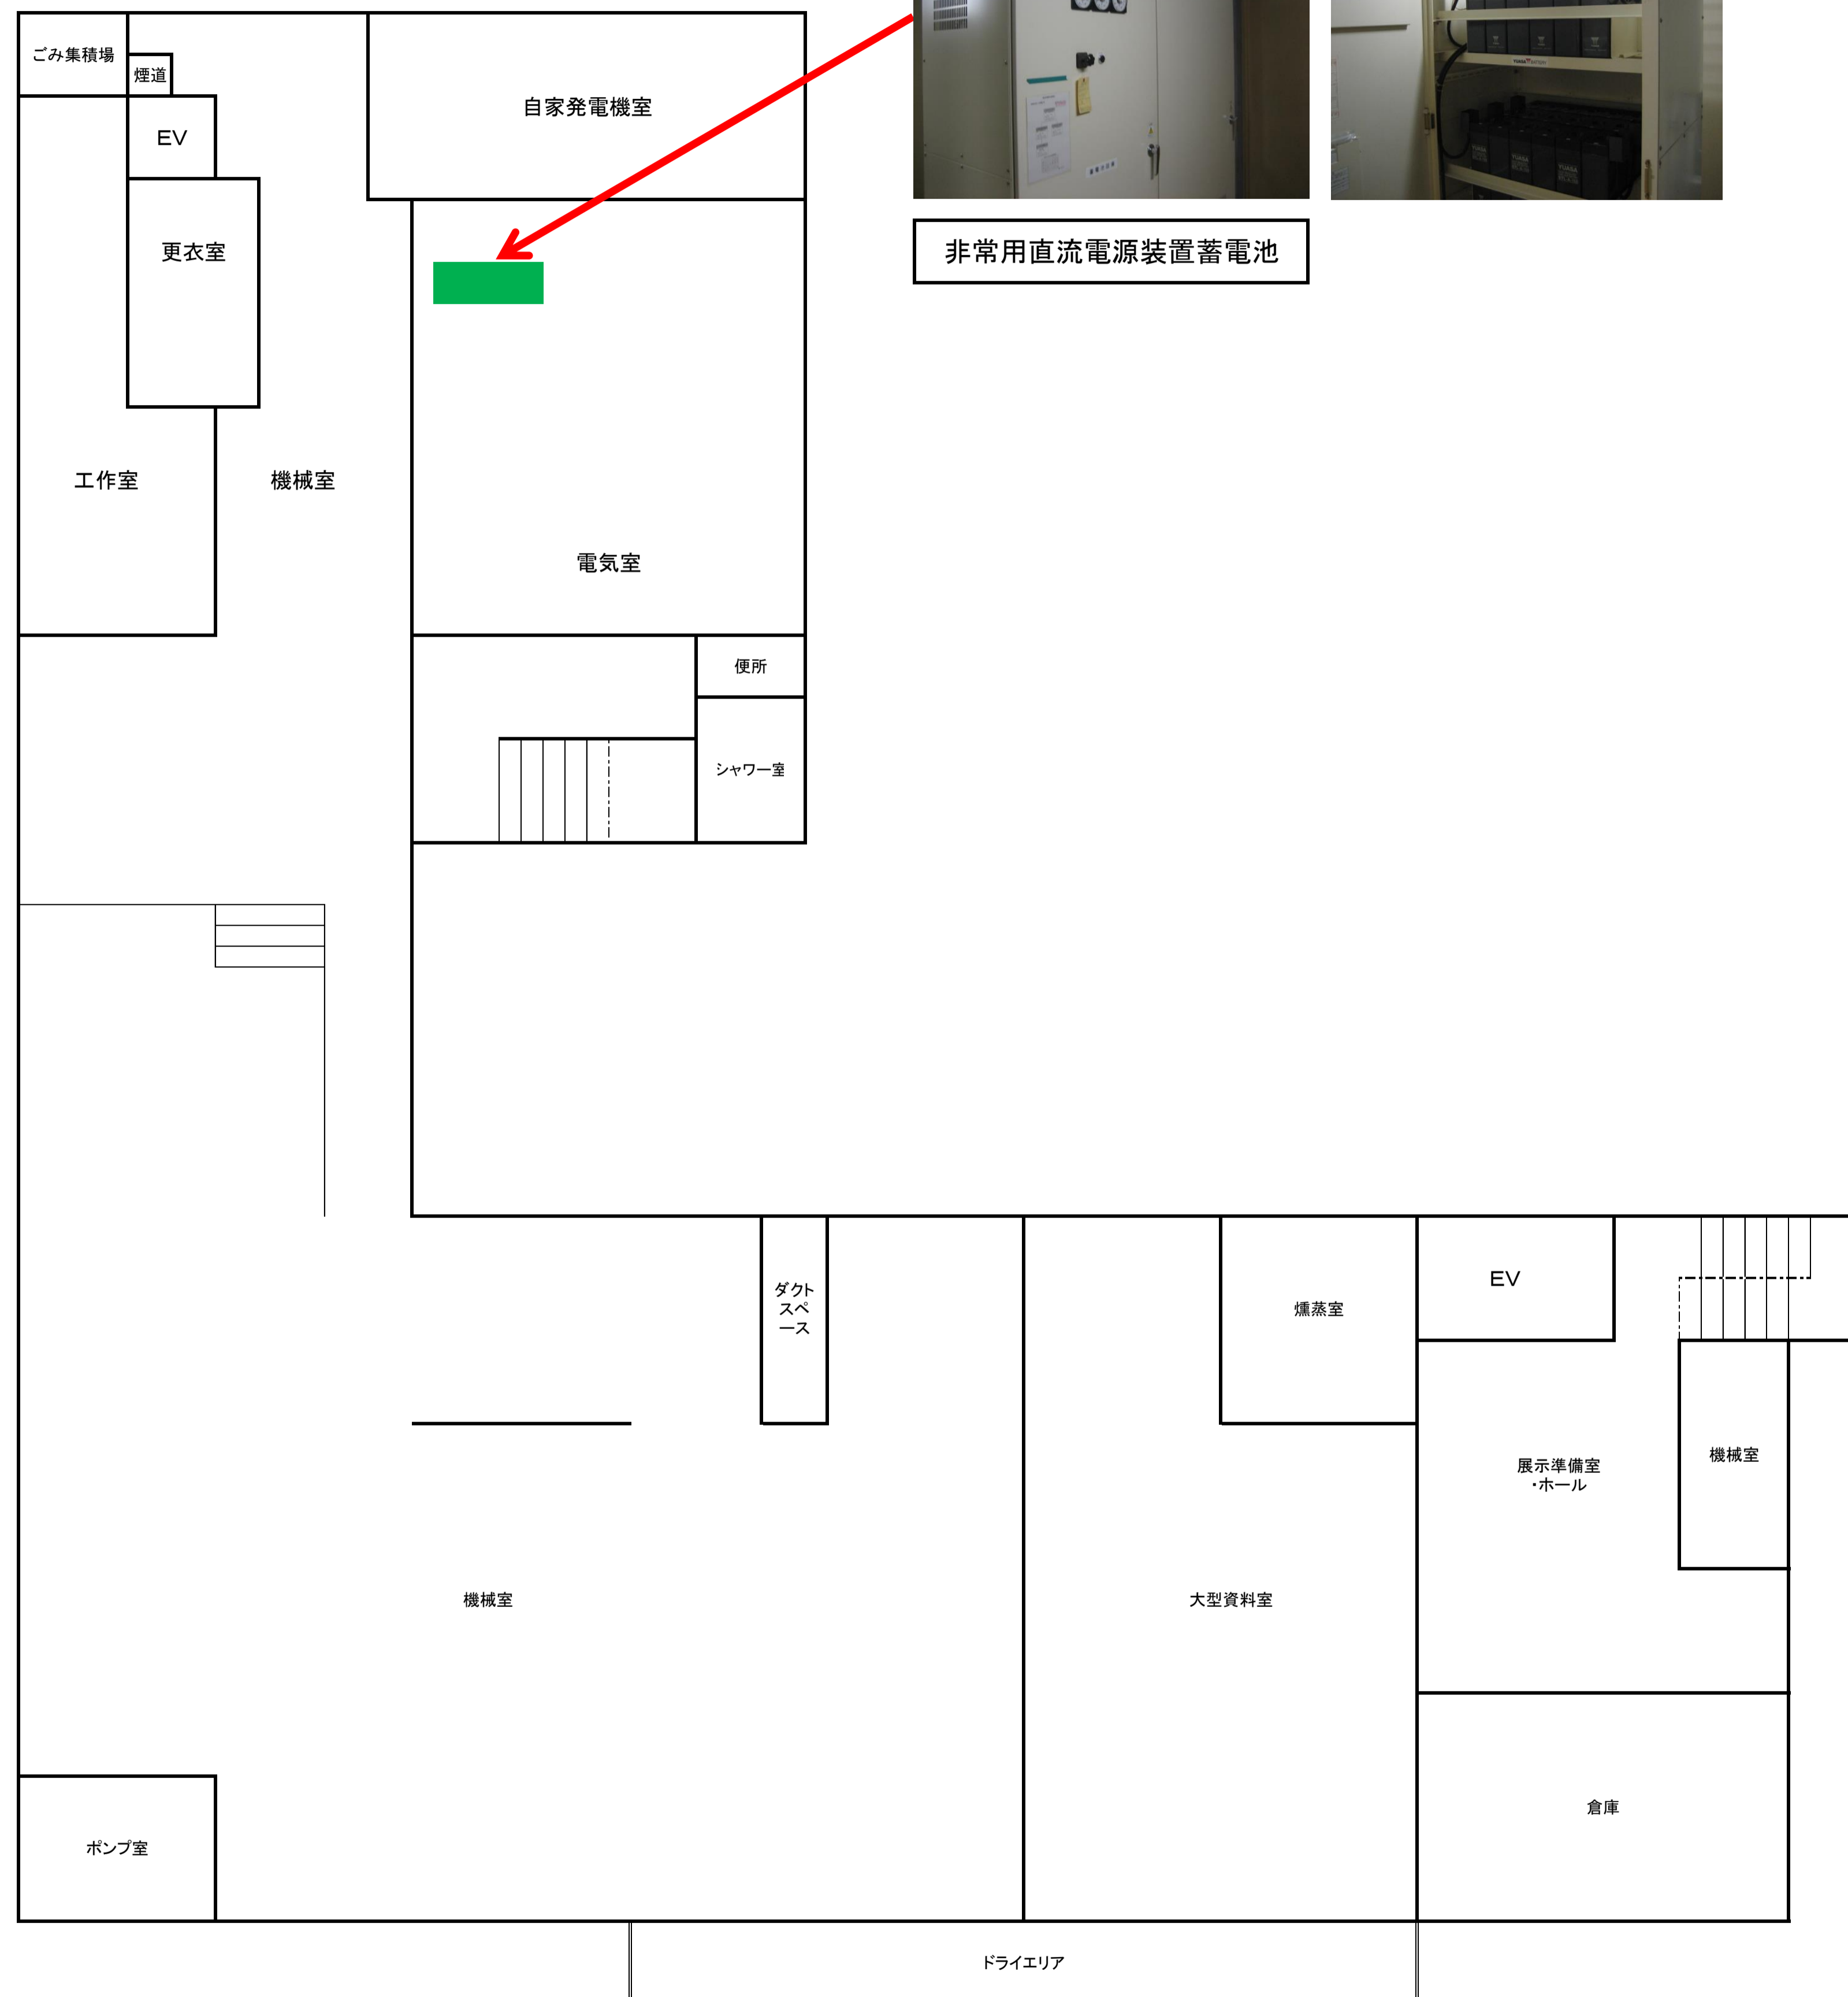 ごみ集積場
煙道
自家発電機室
EV
更衣室
非常用直流電源装置蓄電池
YUASA
YUASA
YUASA
工作室
機械室
電気室
便所
シャワー室
ダクト
スペ
ース
燻蒸室
EV
展示準備室
・ホール
機械室
機械室
大型資料室
倉庫
ポンプ室
ドライエリア